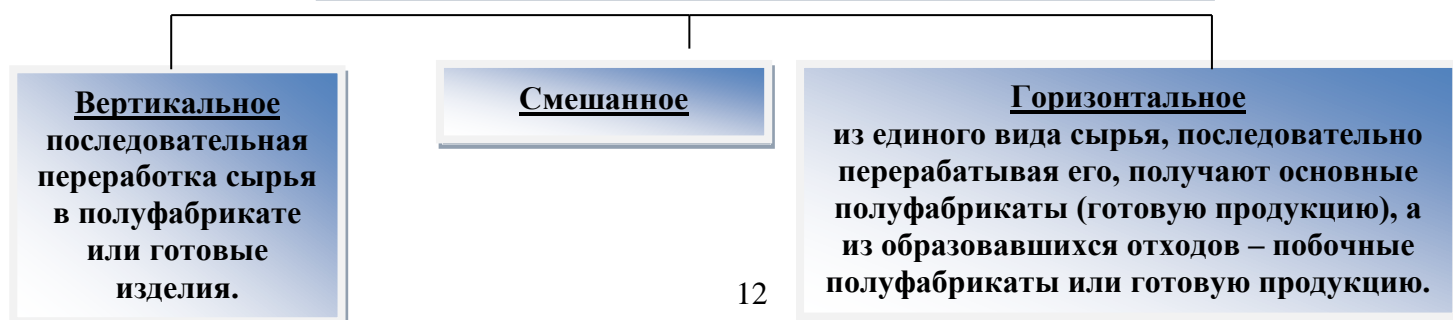 Вертикальное
последовательная
переработка сырья
в полуфабрикате
или готовые
изделия.
Смешанное
Горизонтальное
из единого вида сырья, последовательно
перерабатывая его, получают основные
полуфабрикаты (готовую продукцию), а
из образовавшихся отходов – побочные
полуфабрикаты или готовую продукцию.
12